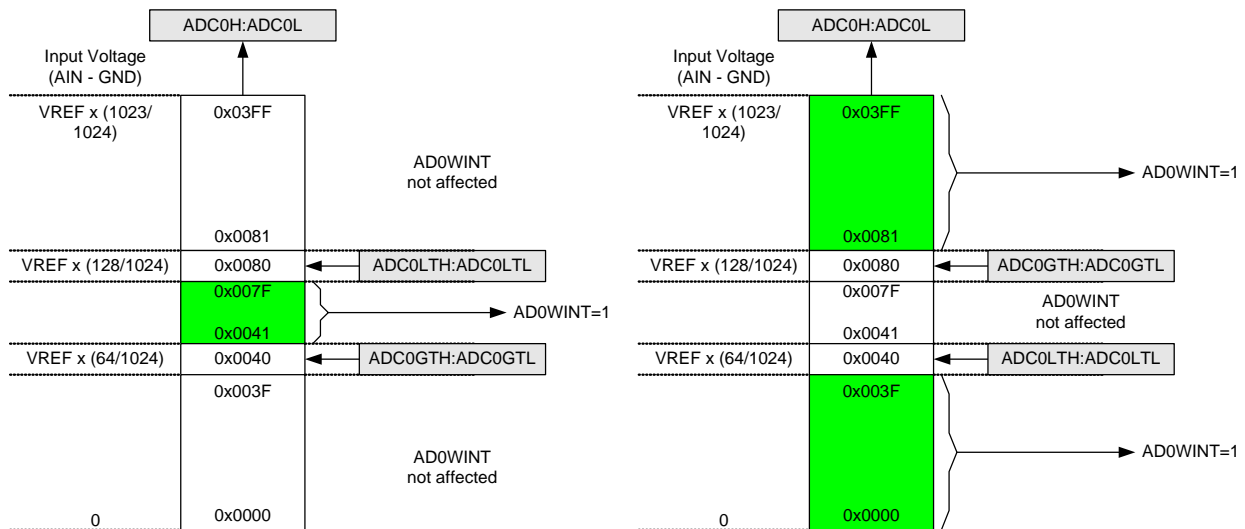 ADC0H:ADC0L
Input Voltage
(AIN - GND)
VREF x (1023/
1024)
0x03FF
AD0WINT
not affected
0x0081
VREF x (128/1024)
0x0080
ADC0LTH:ADC0LTL
0x007F
AD0WINT=1
0x0041
VREF x (64/1024)
0x0040
ADC0GTH:ADC0GTL
0x003F
AD0WINT
not affected
0
0x0000
ADC0H:ADC0L
Input Voltage
(AIN - GND)
VREF x (1023/
1024)
0x03FF
AD0WINT=1
0x0081
VREF x (128/1024)
0x0080
ADC0GTH:ADC0GTL
0x007F
AD0WINT
not affected
0x0041
VREF x (64/1024)
0x0040
ADC0LTH:ADC0LTL
0x003F
AD0WINT=1
0
0x0000